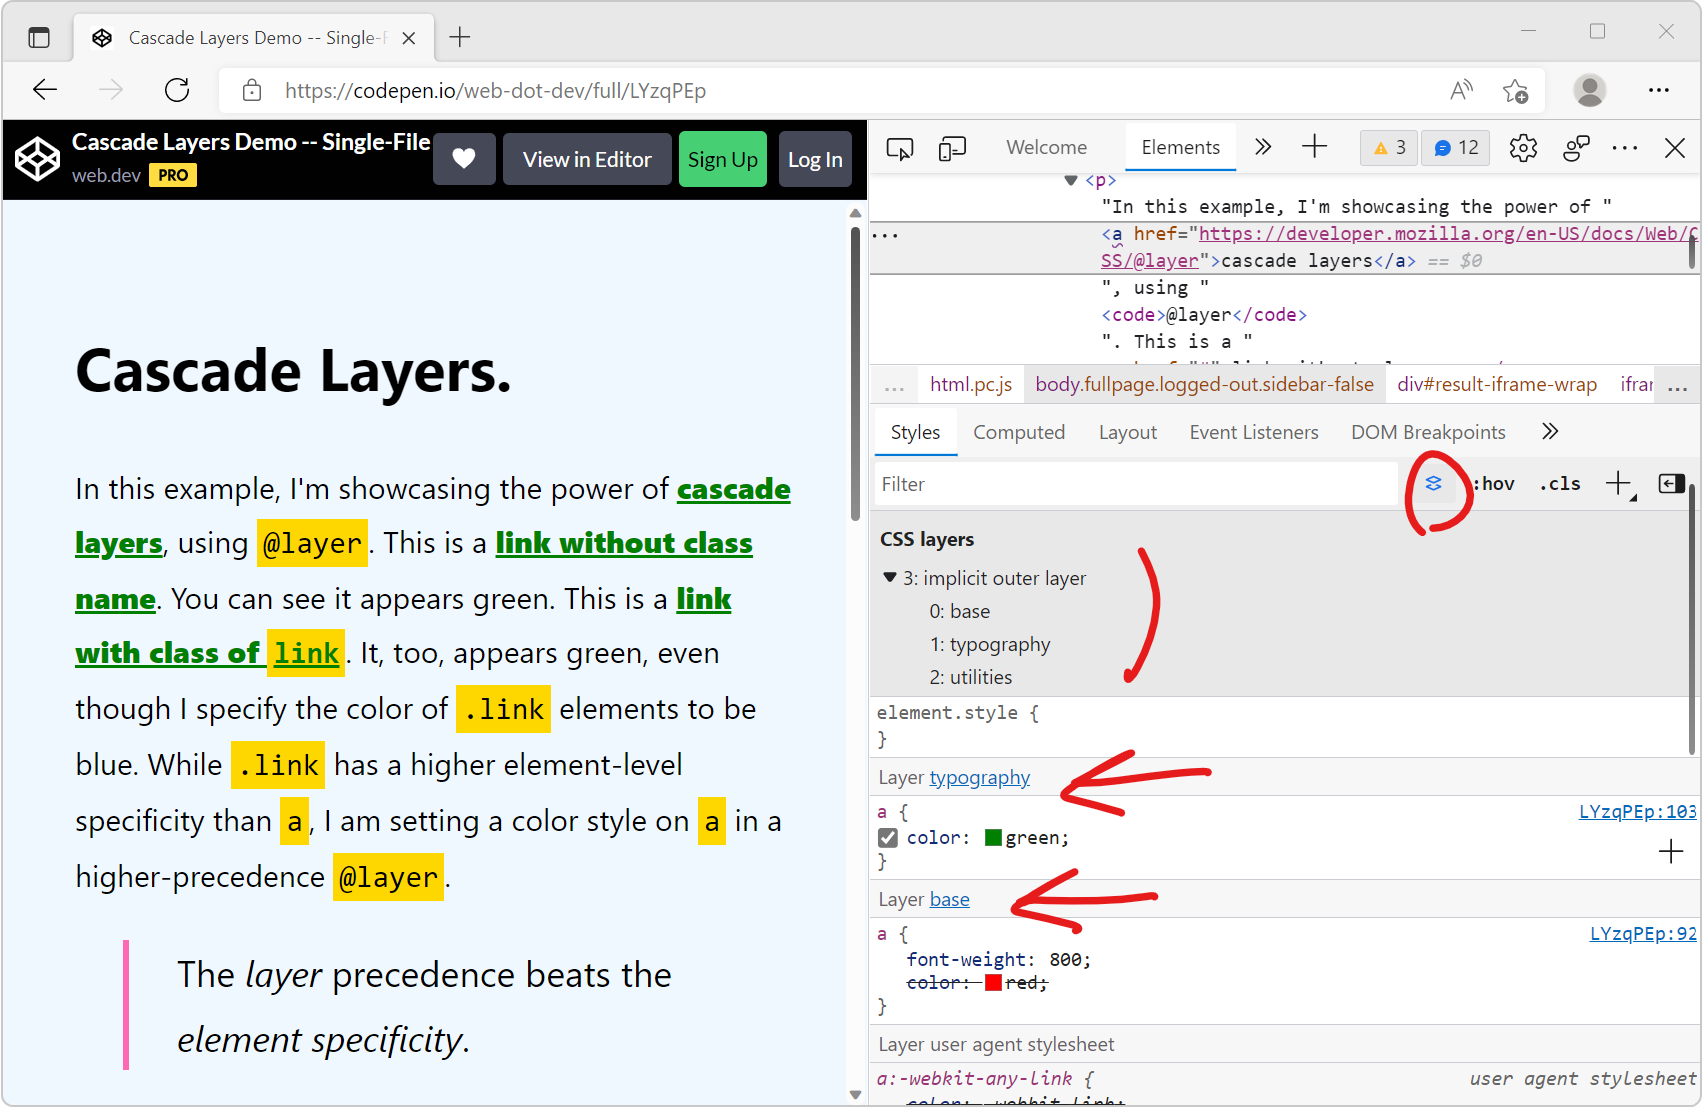 Cascade Layers Demo -- Single-F
https://codepen.io/web-dot-dev/full/LYzqPEp
Cascade Layers Demo -- Single-File
web.dev PRO
View in Editor
Sign Up
Log In
Cascade Layers.
In this example, I'm showcasing the power of cascade
layers, using @layer. This is a link without class
name. You can see it appears green. This is a link
with class of link. It, too, appears green, even
though I specify the color of .link elements to be
blue. While .link has a higher element-level
specificity than a, I am setting a color style on a in a
higher-precedence @layer.
The layer precedence beats the
element specificity.
Welcome
Elements
3
12
<p>
"In this example, I'm showcasing the power of "
<a href="https://developer.mozilla.org/en-US/docs/Web/C
SS/@layer">cascade layers</a> == $0
", using "
<code>@layer</code>
". This is a "
... html.pc.js body.fullpage.logged-out.sidebar-false div#result-iframe-wrap ifrar ...
Styles Computed Layout Event Listeners DOM Breakpoints
Filter
:hov .cls
CSS layers
3: implicit outer layer
0: base
1: typography
2: utilities
element.style {
}
Layer typography
a { LYzqPEp:103
color: green;
}
Layer base
a { LYzqPEp:92
font-weight: 800;
color: red;
}
Layer user agent stylesheet
a:-webkit-any-link { user agent stylesheet
color: -webkit-link;